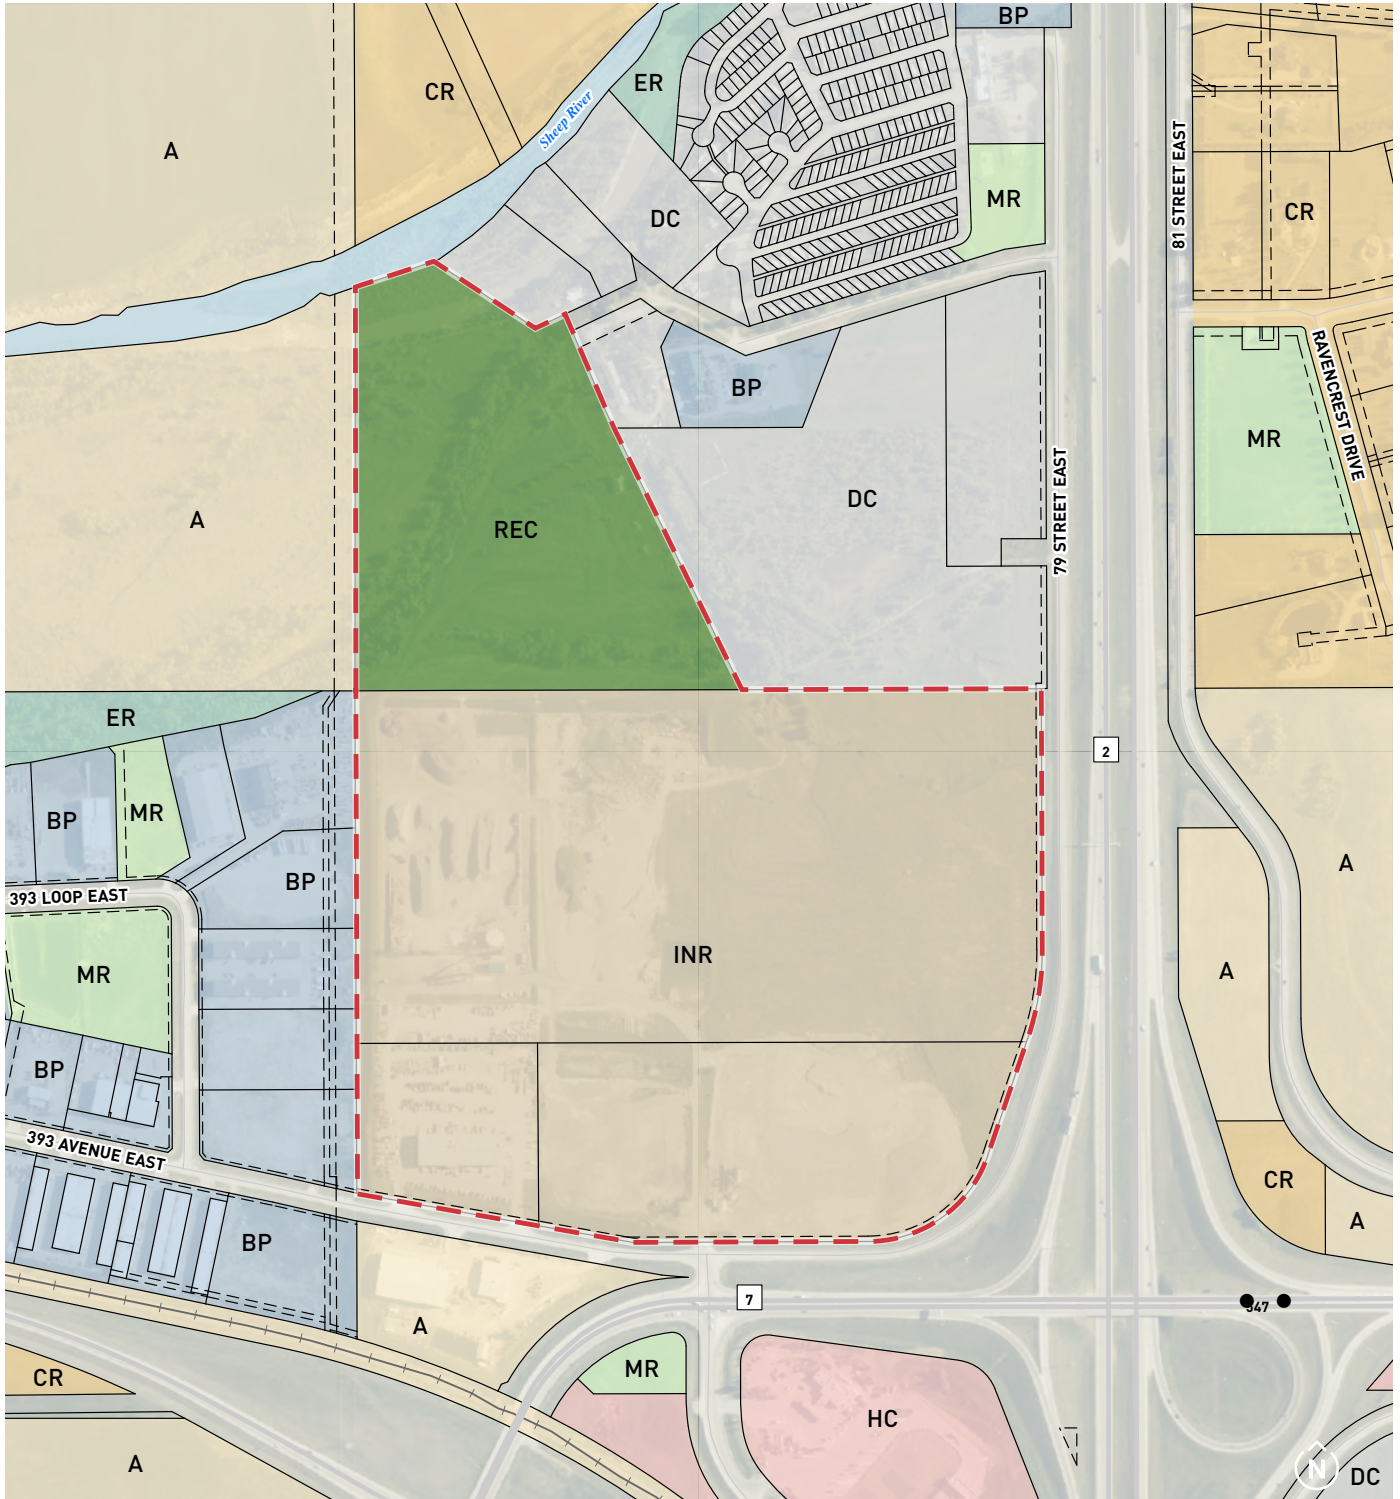 BP
CR
ER
A
Sheep River
81 STREET EAST
MR
CR
DC
RAVENCREST DRIVE
BP
MR
DC
79 STREET EAST
A
REC
ER
2
BP
MR
A
BP
393 LOOP EAST
INR
MR
A
BP
393 AVENUE EAST
CR
A
BP
7
347
A
MR
CR
HC
A
N
DC